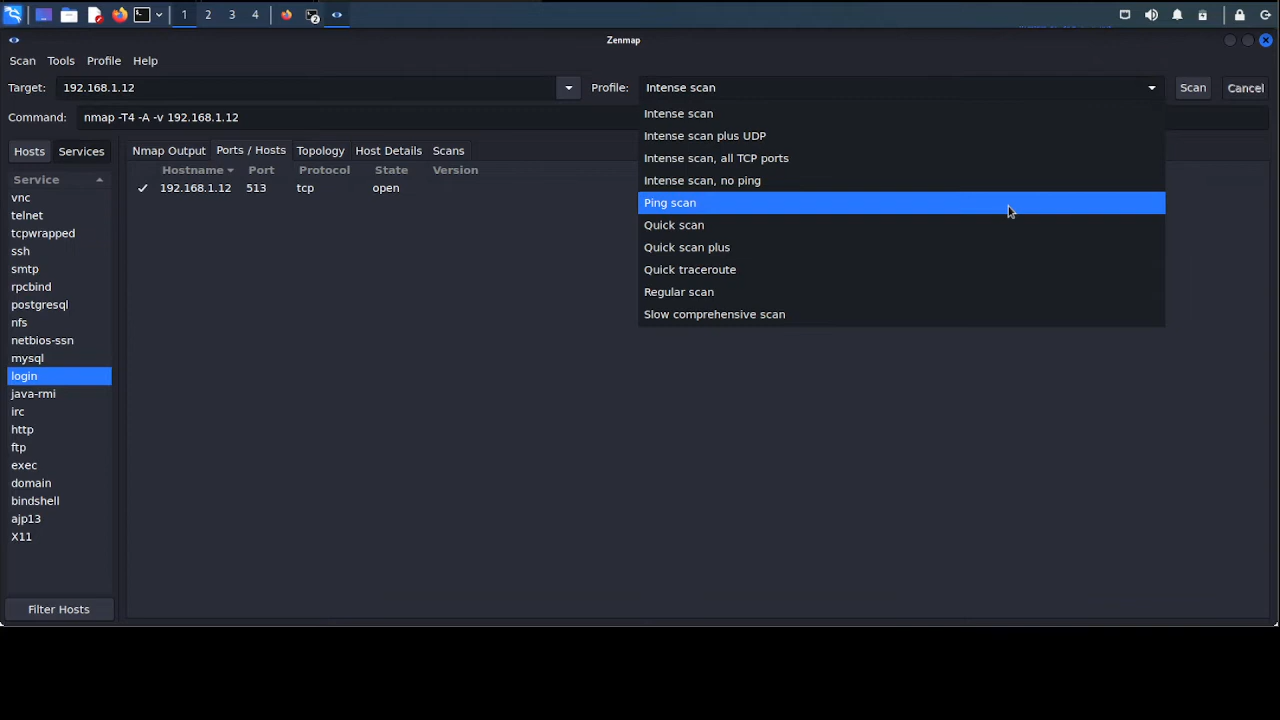 1 2 3 4 2
Zenmap
Scan Tools Profile Help
Target: 192.168.1.12 Profile: Intense scan Scan Cancel
Command: nmap -T4 -A -v 192.168.1.12
Intense scan
Intense scan plus UDP
Intense scan, all TCP ports
Intense scan, no ping
Ping scan
Quick scan
Quick scan plus
Quick traceroute
Regular scan
Slow comprehensive scan
Hosts Services
Nmap Output Ports / Hosts Topology Host Details Scans
Service
vnc
telnet
tcpwrapped
ssh
smtp
rpcbind
postgresql
nfs
netbios-ssn
mysql
login
java-rmi
irc
http
ftp
exec
domain
bindshell
ajp13
X11
Filter Hosts
Hostname Port Protocol State Version
192.168.1.12 513 tcp open